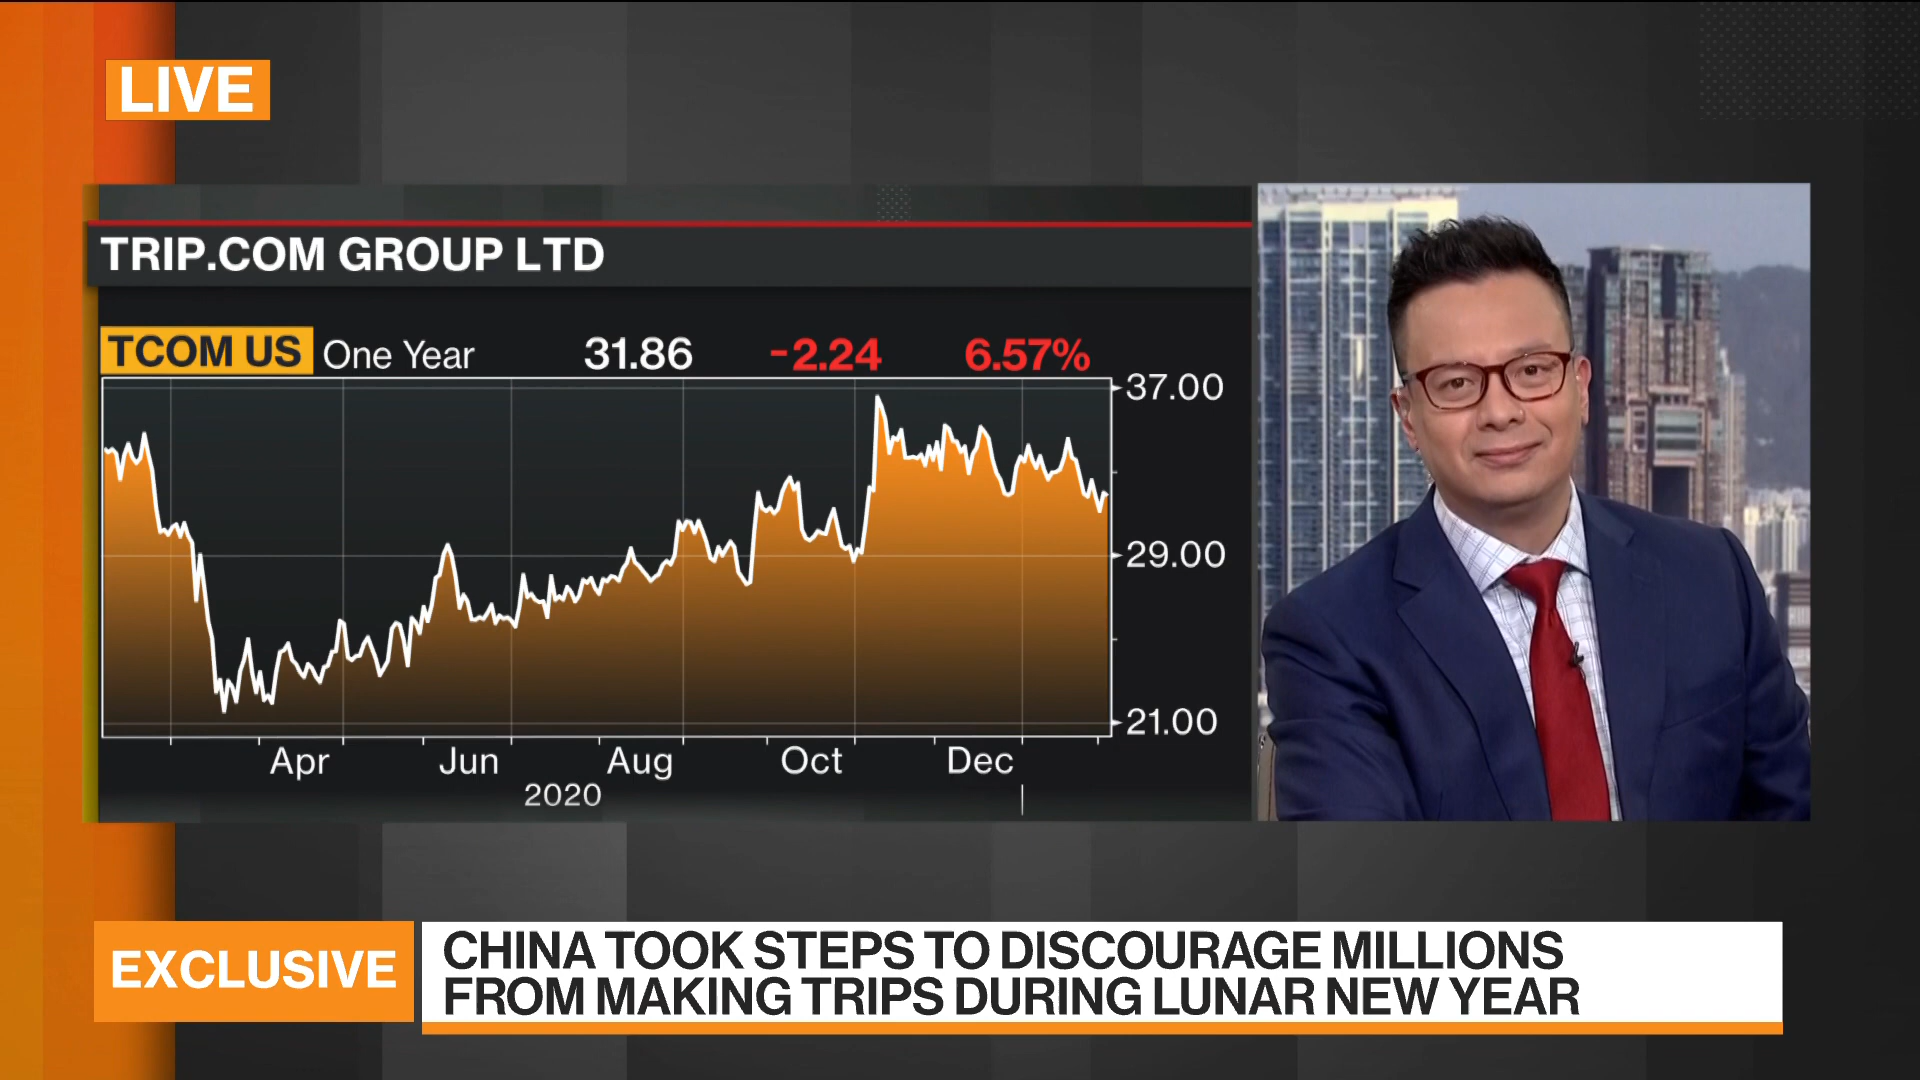 LIVE
TRIP.COM GROUP LTD
TCOM US One Year 31.86 -2.24 6.57%
37.00
29.00
21.00
Apr Jun Aug Oct Dec
2020
EXCLUSIVE
CHINA TOOK STEPS TO DISCOURAGE MILLIONS
FROM MAKING TRIPS DURING LUNAR NEW YEAR